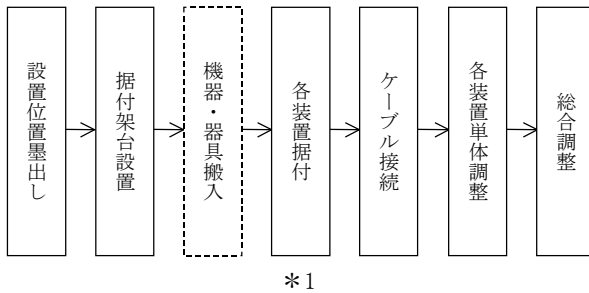 設置位置墨出し
据付架台設置
機器・器具搬入
各装置据付
ケーブル接続
各装置単体調整
総合調整
＊1